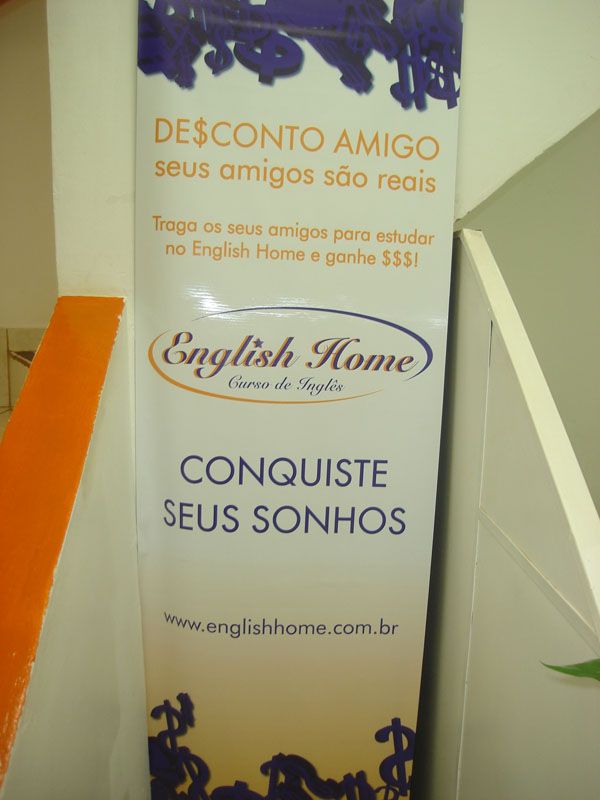 DE$CONTO AMIGO
seus amigos são reais
Traga os seus amigos para estudar
no English Home e ganhe $$$!
English Home
Curso de Inglês
CONQUISTE
SEUS SONHOS
www.englishhome.com.br